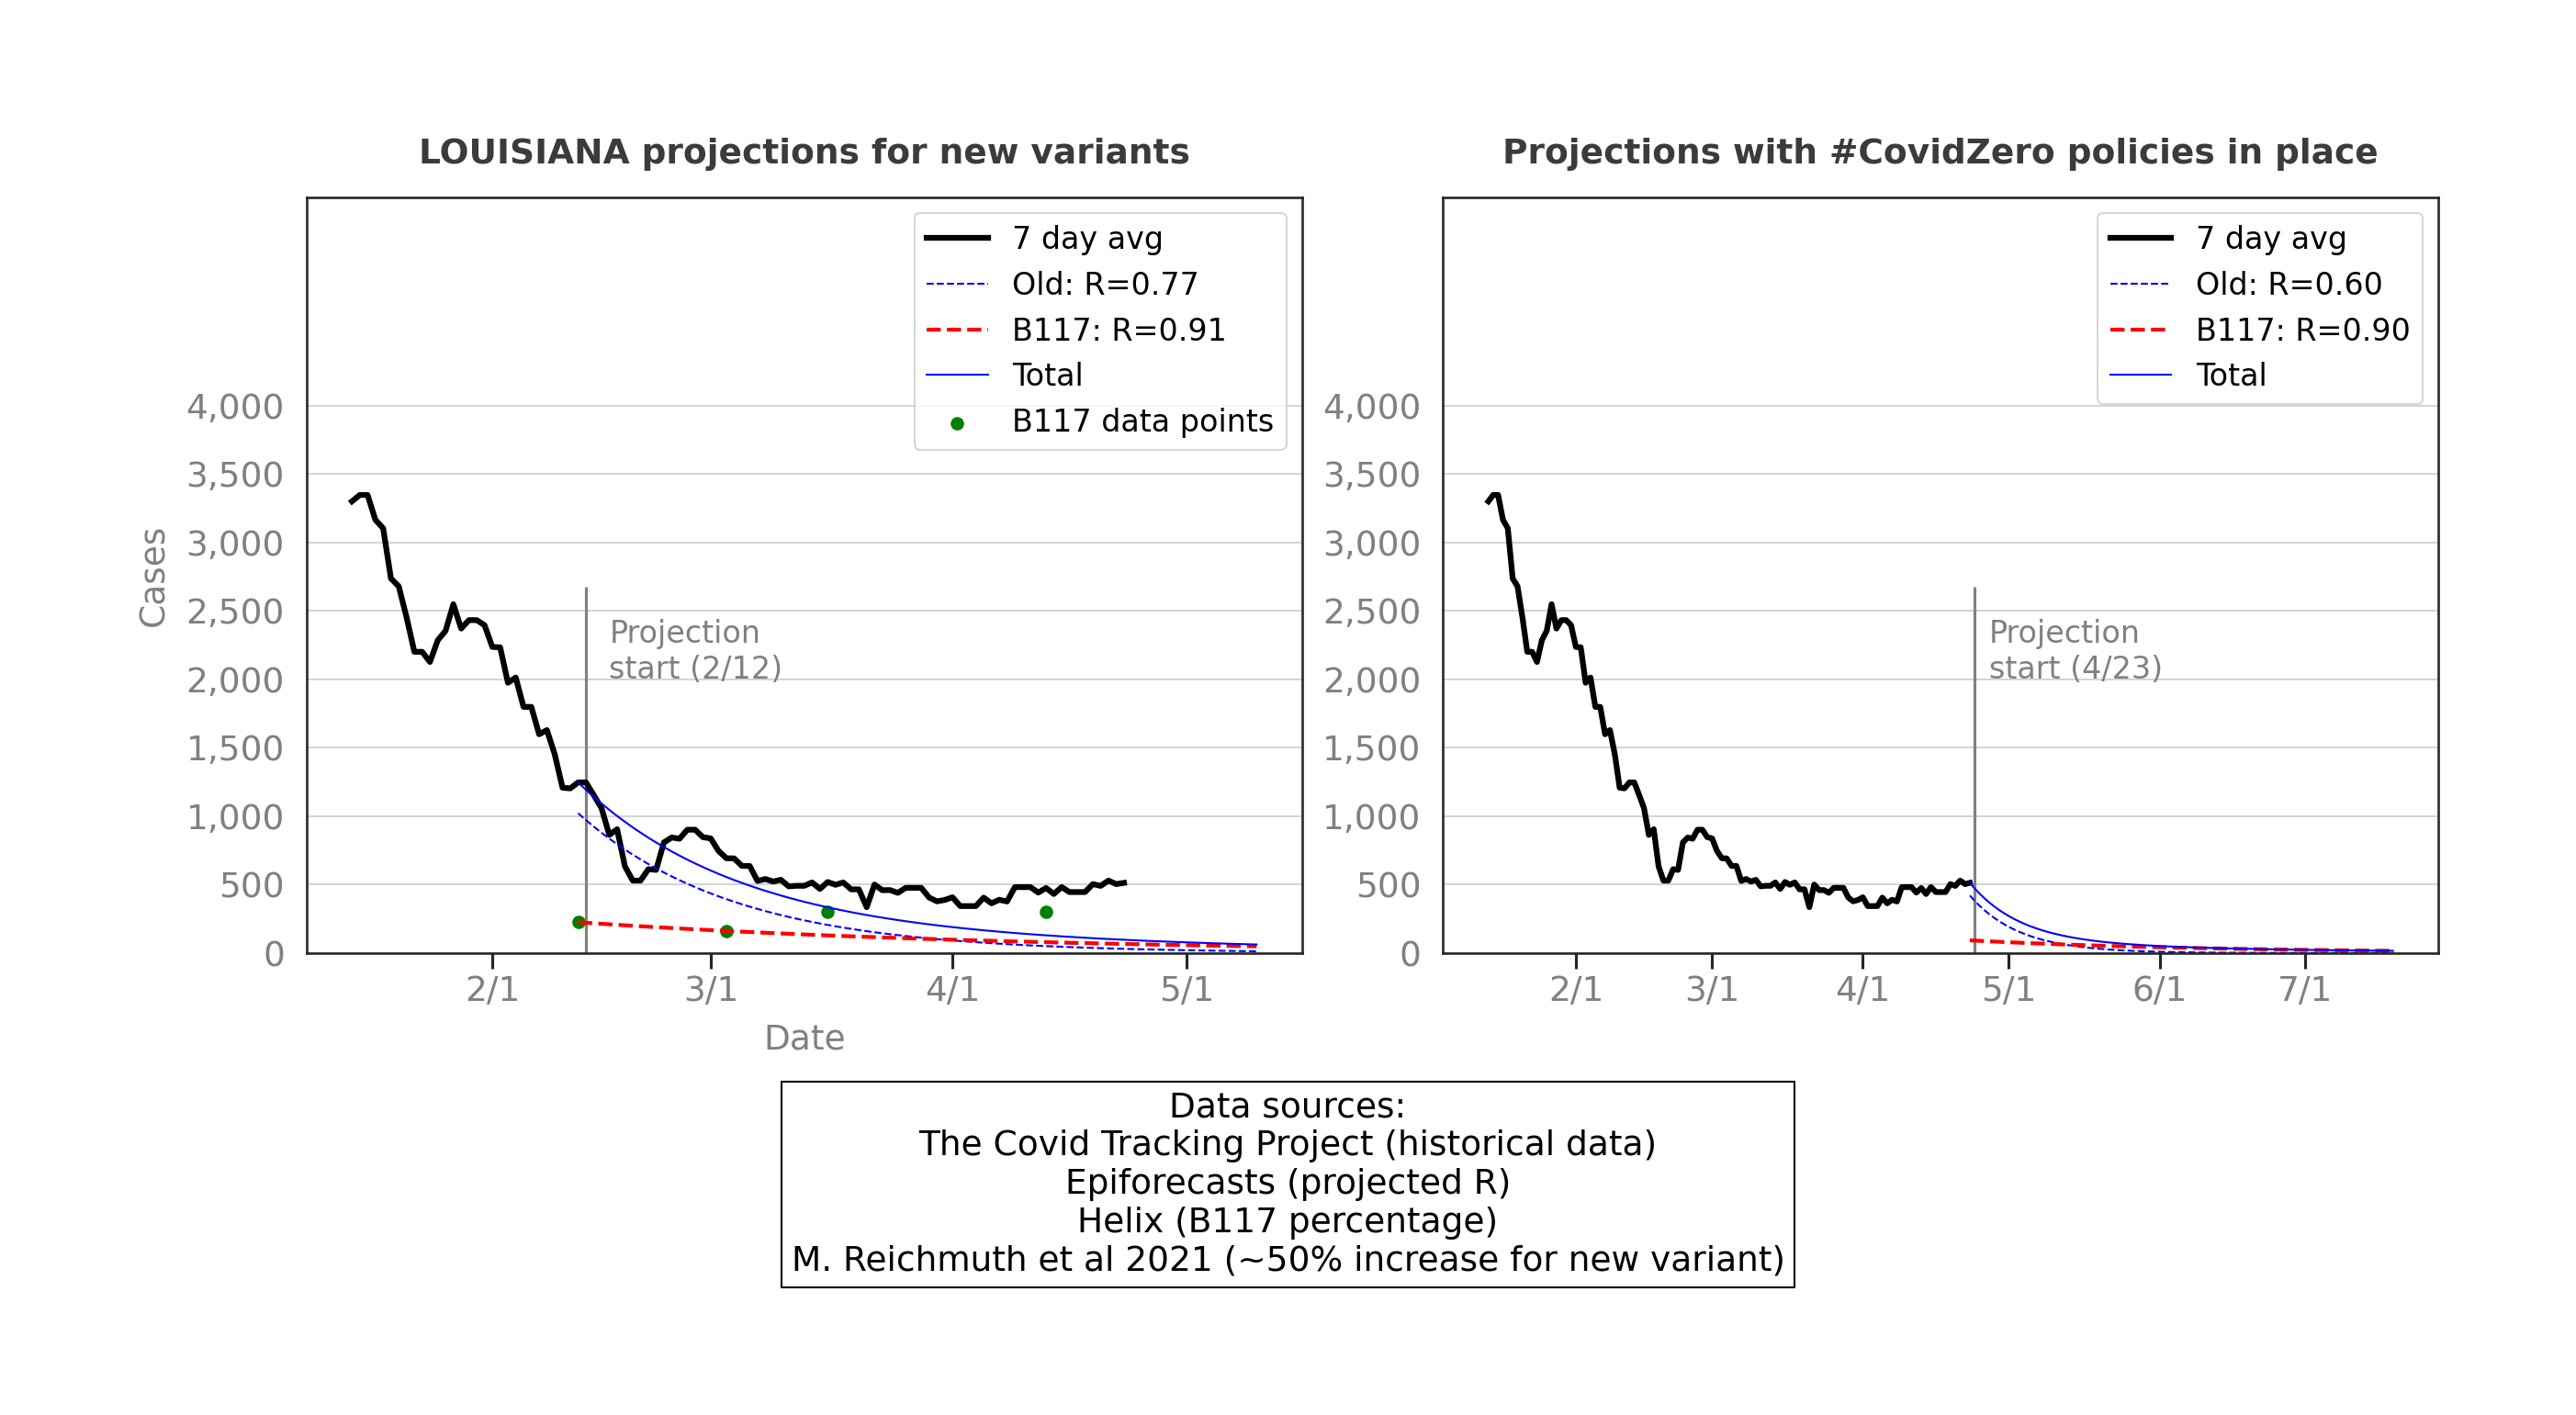 LOUISIANA projections for new variants
7 day avg
Old: R=0.77
B117: R=0.91
Total
B117 data points
4,000
3,500
3,000
2,500
2,000
1,500
1,000
500
0
Cases
Projection
start (2/12)
2/1
3/1
4/1
5/1
Date
Projections with #CovidZero policies in place
7 day avg
Old: R=0.60
B117: R=0.90
Total
4,000
3,500
3,000
2,500
2,000
1,500
1,000
500
0
Projection
start (4/23)
2/1
3/1
4/1
5/1
6/1
7/1
Data sources:
The Covid Tracking Project (historical data)
Epiforecasts (projected R)
Helix (B117 percentage)
M. Reichmuth et al 2021 (~50% increase for new variant)